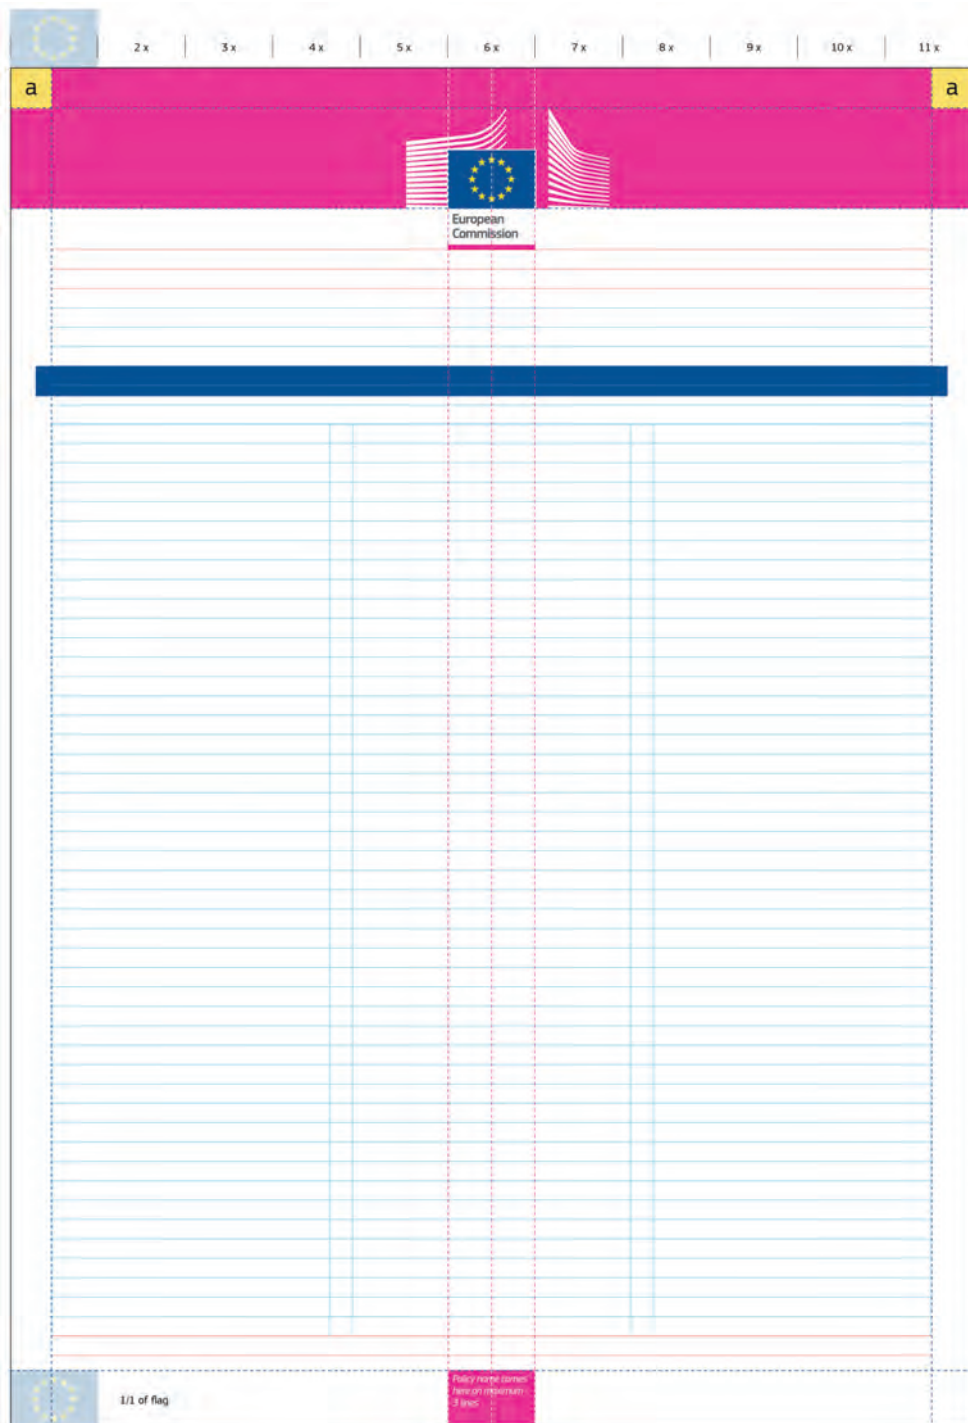 2 x 3 x 4 x 5 x 6 x 7 x 8 x 9 x 10 x 11 x
a a
European
Commission
Policy name comes
here on maximum
3 lines
1/1 of flag